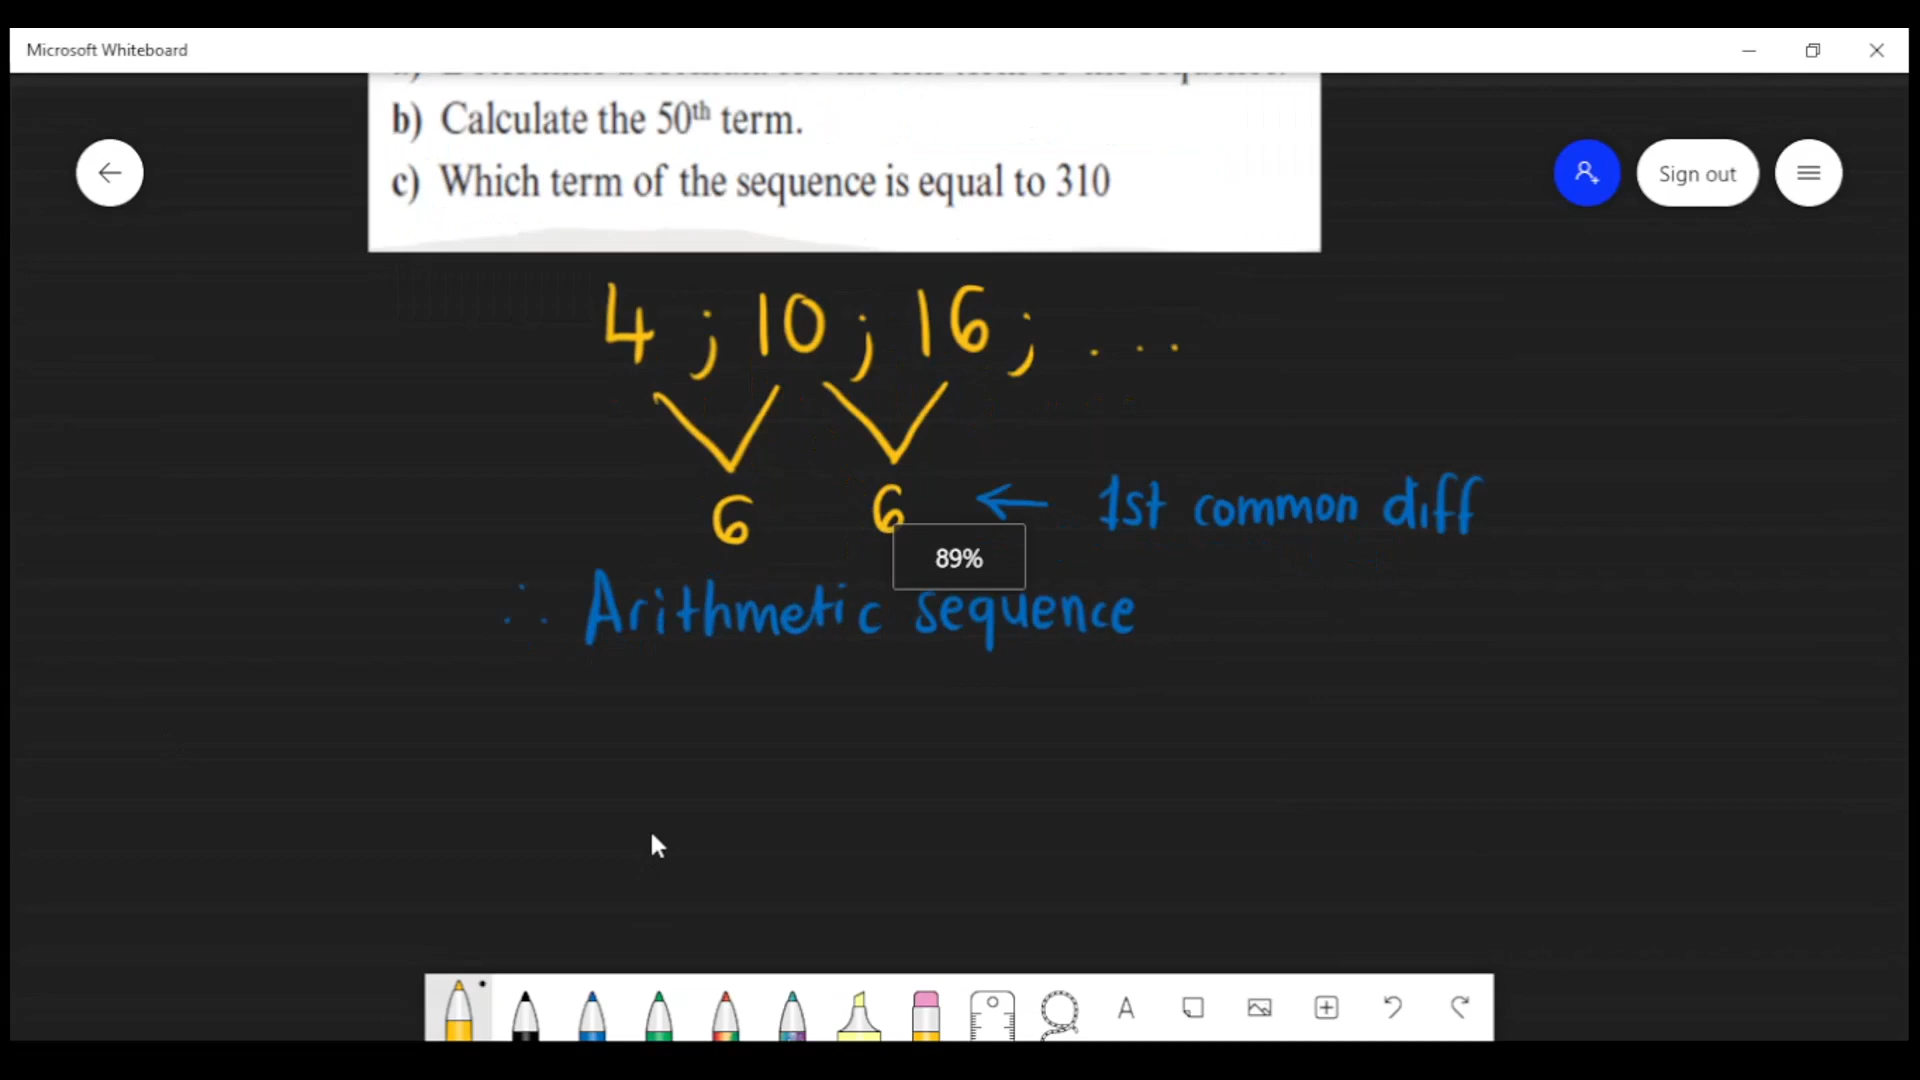 Microsoft Whiteboard
b) Calculate the 50th term.
c) Which term of the sequence is equal to 310
Sign out
4 ; 10 ; 16 ; ...
6 6 ← 1st common diff
89%
∴ Arithmetic sequence
A